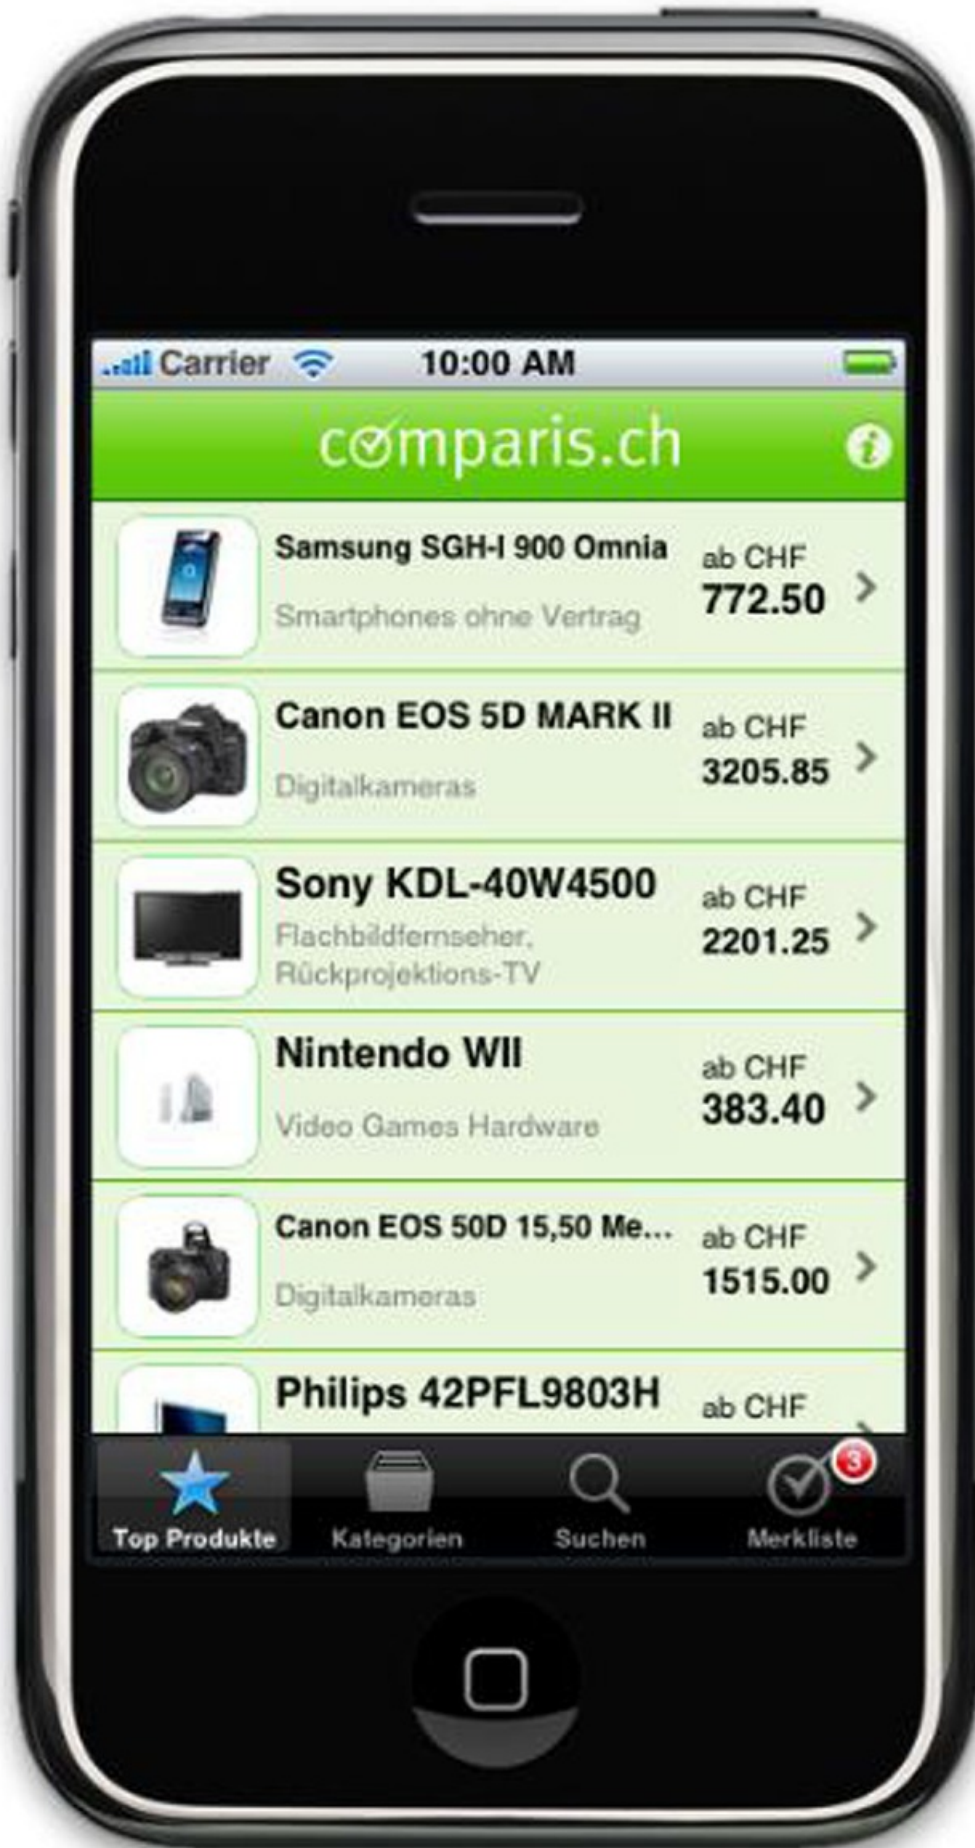 Carrier 10:00 AM
comparis.ch
Samsung SGH-I 900 Omnia
ab CHF
772.50
Smartphones ohne Vertrag
Canon EOS 5D MARK II
ab CHF
3205.85
Digitalkameras
Sony KDL-40W4500
ab CHF
2201.25
Flachbildfernseher,
Rückprojektions-TV
Nintendo WII
ab CHF
383.40
Video Games Hardware
Canon EOS 50D 15,50 Me...
ab CHF
1515.00
Digitalkameras
Philips 42PFL9803H
ab CHF
3
Top Produkte Kategorien Suchen Merkliste